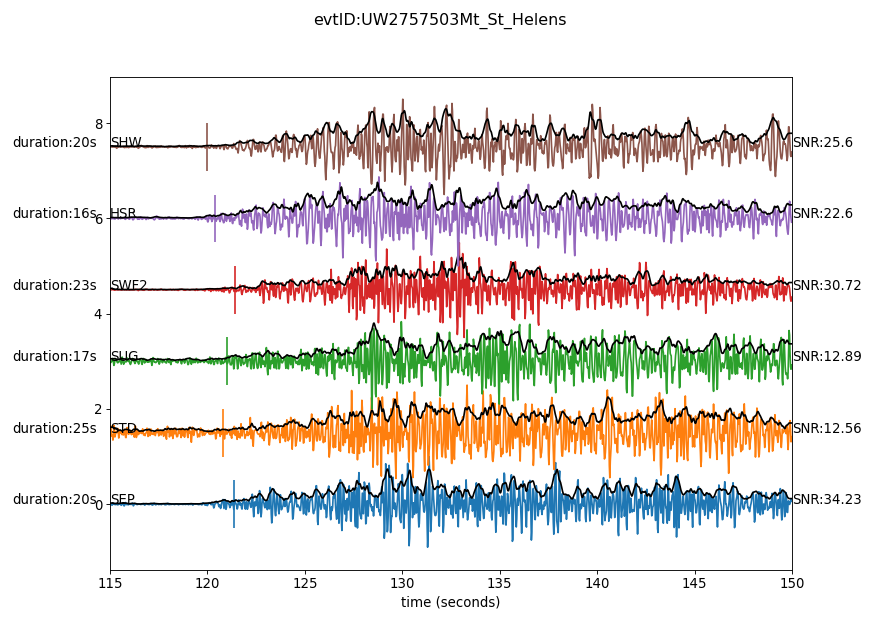 evtID:UW2757503Mt_St_Helens
8
duration:20s SHW SNR:25.6
duration:16s HSR SNR:22.6
6
duration:23s SWF2 SNR:30.72
4
duration:17s SUG SNR:12.89
2
duration:25s STD SNR:12.56
duration:20s SEP SNR:34.23
0
115 120 125 130 135 140 145 150
time (seconds)